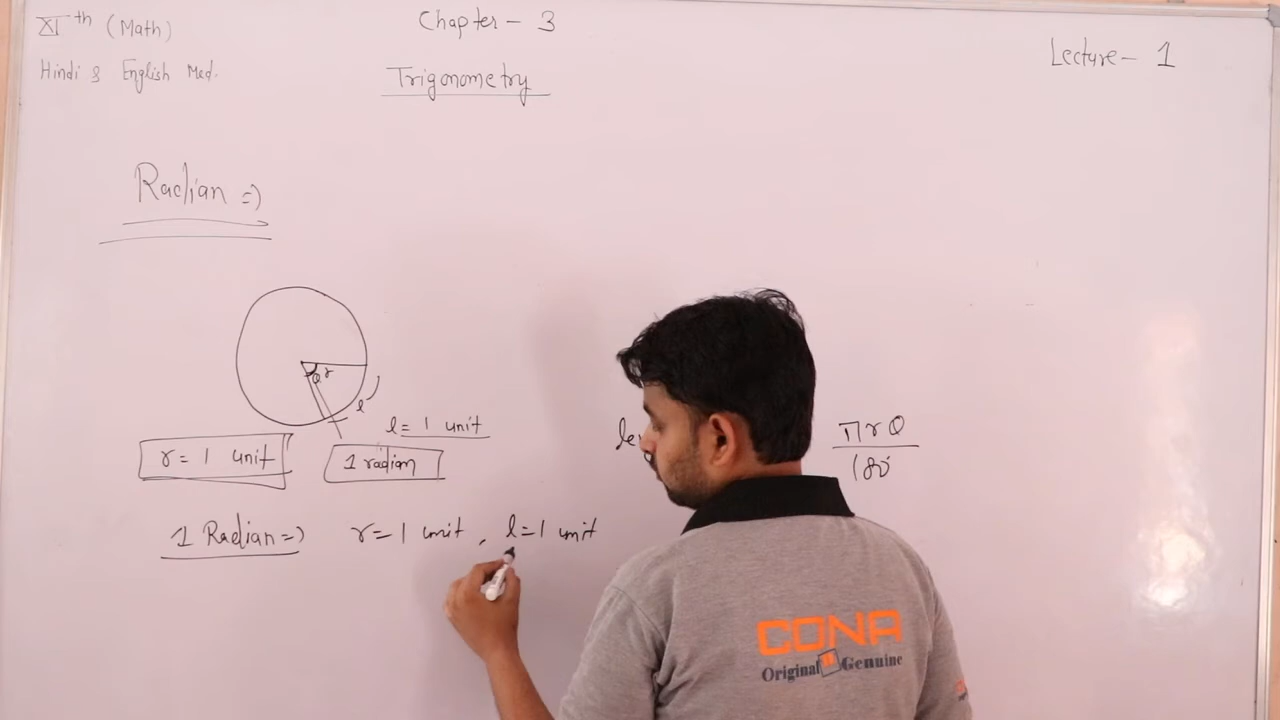 XIth (Math)
Chapter - 3
Lecture - 1
Hindi & English Med.
Trigonometry
Radian =>
θ r
l
l = 1 unit
r = 1 unit
1 radian
πrθ
180°
1 Radian => r = 1 unit, l = 1 unit
CONA
Original Genuine